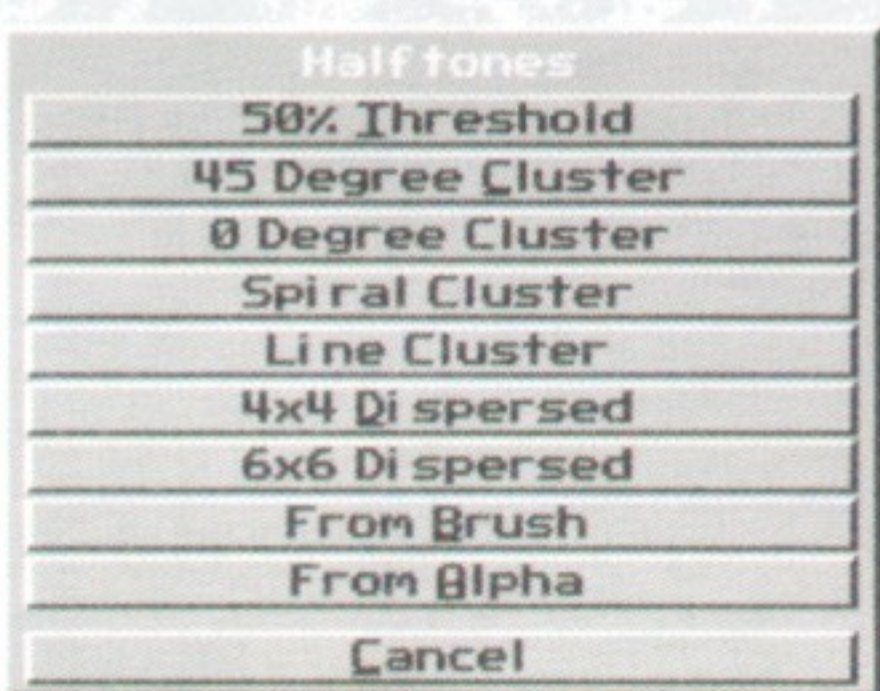 Halftones
50% Threshold
45 Degree Cluster
0 Degree Cluster
Spiral Cluster
Line Cluster
4x4 Dispersed
6x6 Dispersed
From Brush
From Alpha
Cancel